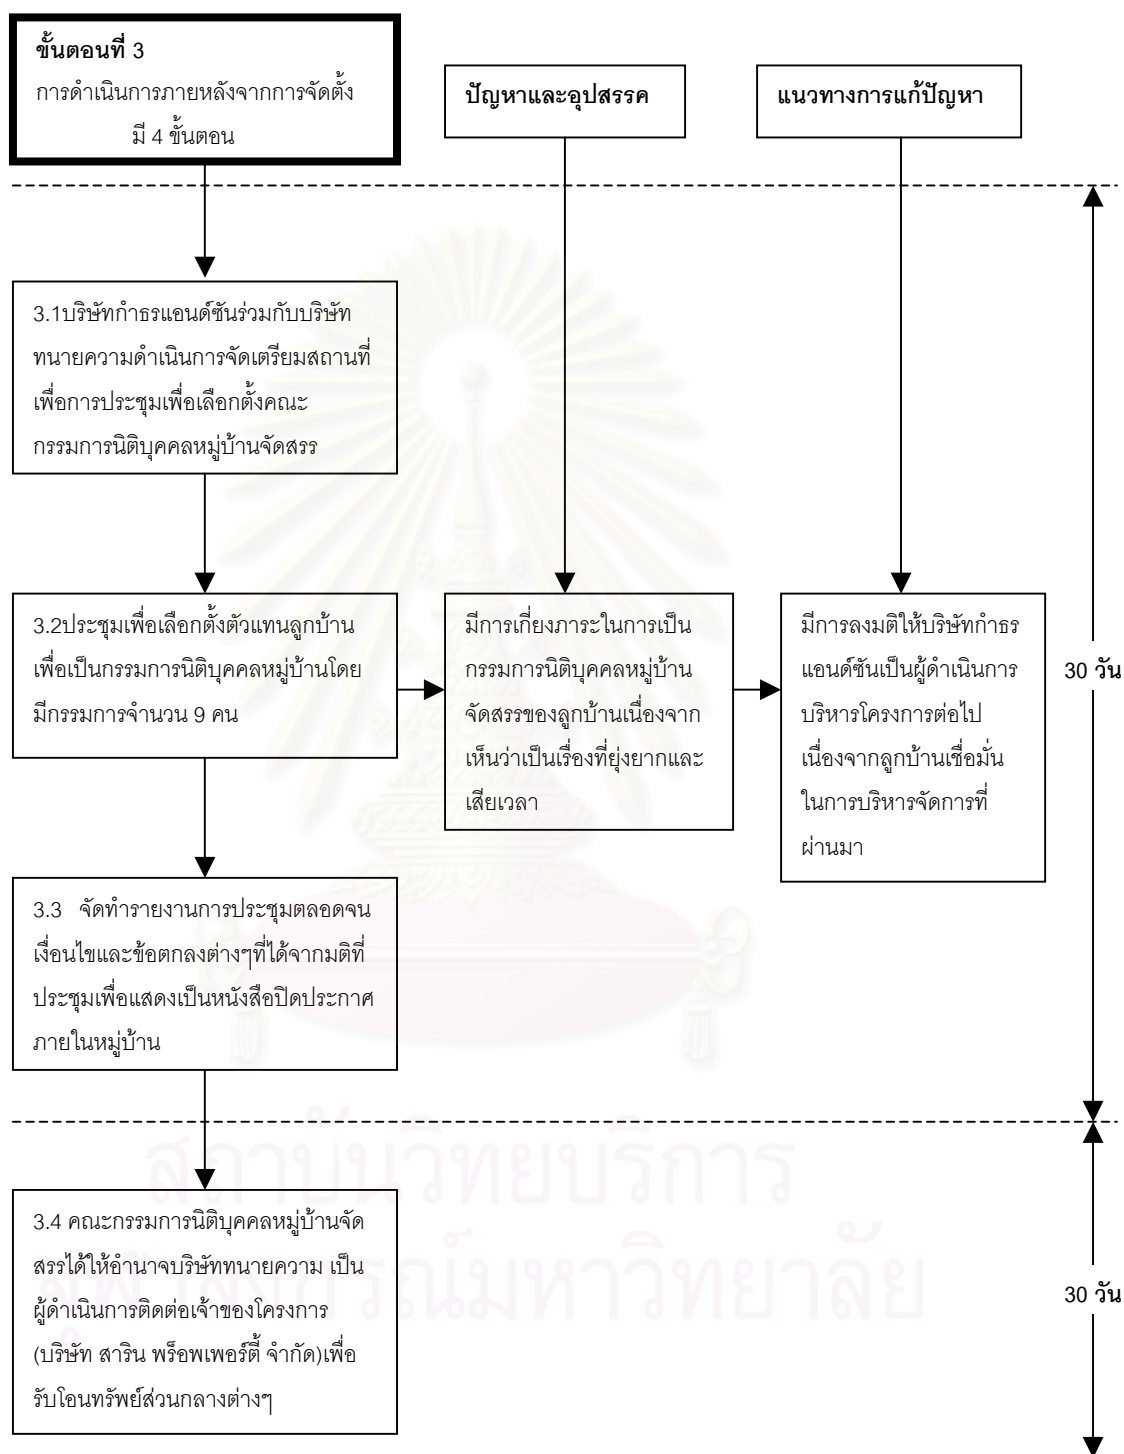 ขั้นตอนที่ 3
การดำเนินการภายหลังจากการจัดตั้ง
มี 4 ขั้นตอน
ปัญหาและอุปสรรค
แนวทางการแก้ปัญหา
3.1บริษัทกำธรแอนด์ซันร่วมกับบริษัท
ทนายความดำเนินการจัดเตรียมสถานที่
เพื่อการประชุมเพื่อเลือกตั้งคณะ
กรรมการนิติบุคคลหมู่บ้านจัดสรร
3.2ประชุมเพื่อเลือกตั้งตัวแทนลูกบ้าน
เพื่อเป็นกรรมการนิติบุคคลหมู่บ้านโดย
มีกรรมการจำนวน 9 คน
มีการเกี่ยงภาระในการเป็น
กรรมการนิติบุคคลหมู่บ้าน
จัดสรรของลูกบ้านเนื่องจาก
เห็นว่าเป็นเรื่องที่ยุ่งยากและ
เสียเวลา
มีการลงมติให้บริษัทกำธร
แอนด์ซันเป็นผู้ดำเนินการ
บริหารโครงการต่อไป
เนื่องจากลูกบ้านเชื่อมั่น
ในการบริหารจัดการที่
ผ่านมา
30 วัน
3.3 จัดทำรายงานการประชุมตลอดจน
เงื่อนไขและข้อตกลงต่างๆที่ได้จากมติที่
ประชุมเพื่อแสดงเป็นหนังสือปิดประกาศ
ภายในหมู่บ้าน
3.4 คณะกรรมการนิติบุคคลหมู่บ้านจัด
สรรได้ให้อำนาจบริษัททนายความ เป็น
ผู้ดำเนินการติดต่อเจ้าของโครงการ
(บริษัท สาริน พร็อพเพอร์ตี้ จำกัด)เพื่อ
รับโอนทรัพย์ส่วนกลางต่างๆ
30 วัน
สถาบันวิทยบริการ
จุฬาลงกรณ์มหาวิทยาลัย